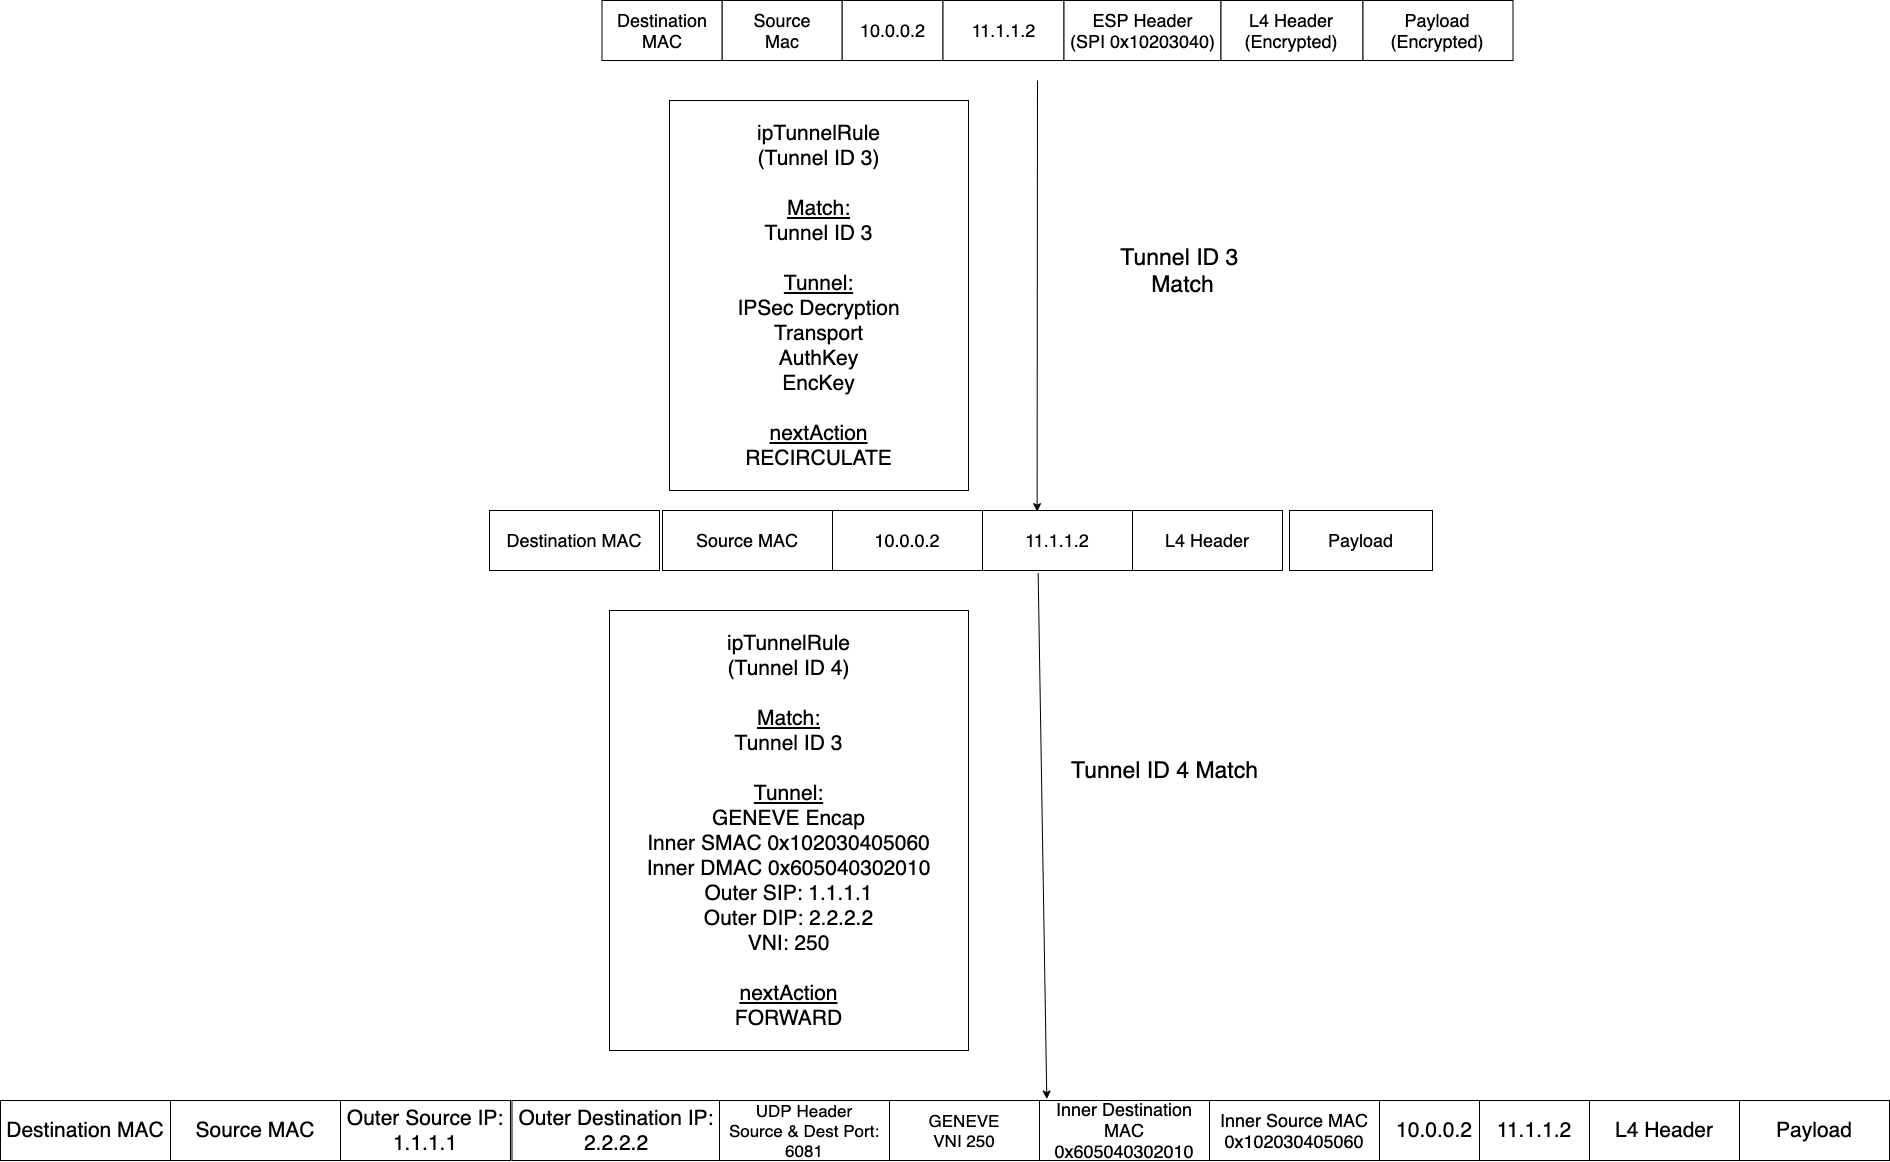 Destination
MAC
Source
Mac
10.0.0.2
11.1.1.2
ESP Header
(SPI 0x10203040)
L4 Header
(Encrypted)
Payload
(Encrypted)
ipTunnelRule
(Tunnel ID 3)
Match:
Tunnel ID 3
Tunnel:
IPSec Decryption
Transport
AuthKey
EncKey
nextAction
RECIRCULATE
Tunnel ID 3
Match
Destination MAC
Source MAC
10.0.0.2
11.1.1.2
L4 Header
Payload
ipTunnelRule
(Tunnel ID 4)
Match:
Tunnel ID 3
Tunnel:
GENEVE Encap
Inner SMAC 0x102030405060
Inner DMAC 0x605040302010
Outer SIP: 1.1.1.1
Outer DIP: 2.2.2.2
VNI: 250
nextAction
FORWARD
Tunnel ID 4 Match
Destination MAC
Source MAC
Outer Source IP:
1.1.1.1
Outer Destination IP:
2.2.2.2
UDP Header
Source & Dest Port:
6081
GENEVE
VNI 250
Inner Destination
MAC
0x605040302010
Inner Source MAC
0x102030405060
10.0.0.2
11.1.1.2
L4 Header
Payload